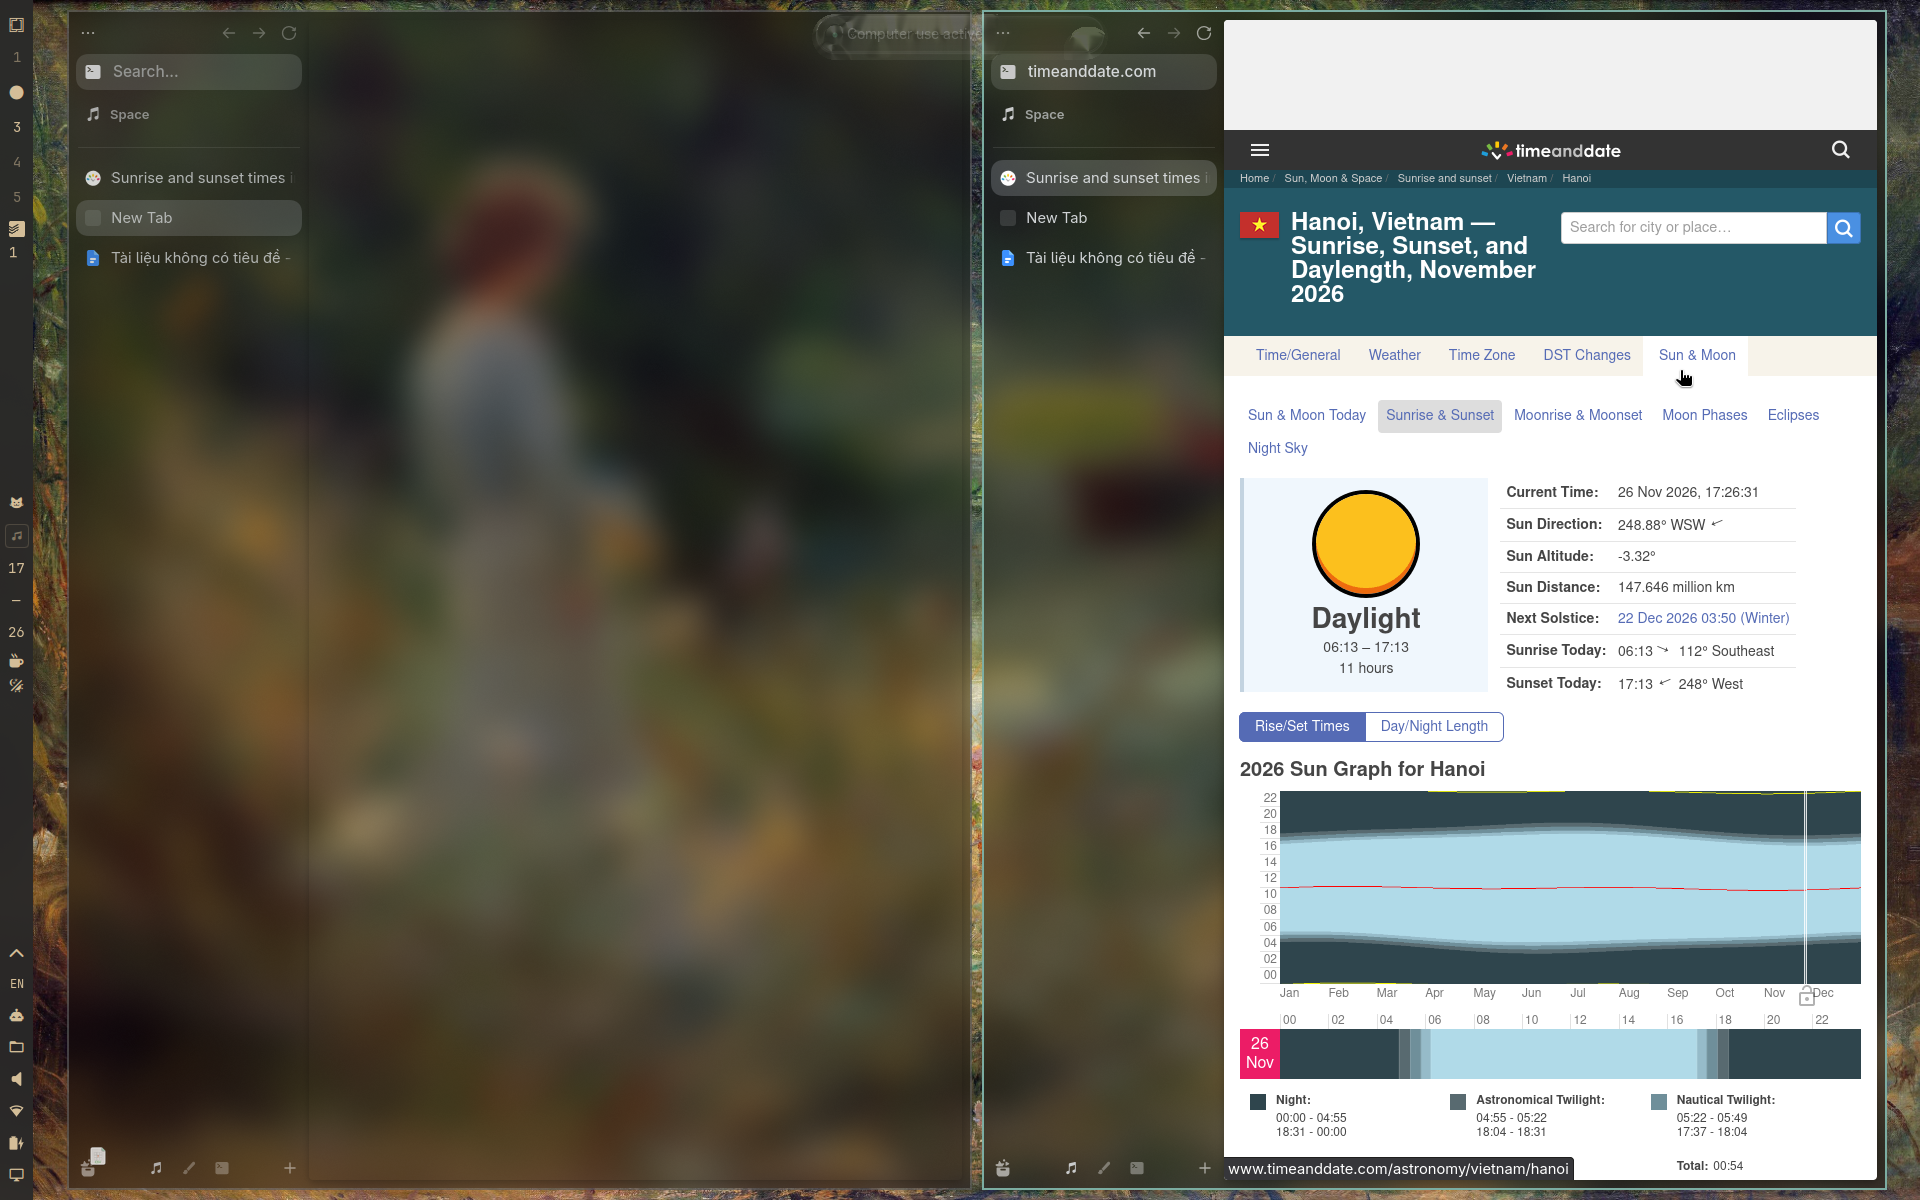 1
3
4
5
1
17
26
EN
Search...
Space
Sunrise and sunset times i
New Tab
Tài liệu không có tiêu đề -
Computer use active
timeanddate.com
Space
Sunrise and sunset times i
New Tab
Tài liệu không có tiêu đề -
timeanddate
Home / Sun, Moon & Space / Sunrise and sunset / Vietnam / Hanoi
Hanoi, Vietnam —
Sunrise, Sunset, and
Daylength, November
2026
Search for city or place…
Time/General Weather Time Zone DST Changes Sun & Moon
Sun & Moon Today Sunrise & Sunset Moonrise & Moonset Moon Phases Eclipses
Night Sky
Daylight
06:13 – 17:13
11 hours
Current Time: 26 Nov 2026, 17:26:31
Sun Direction: 248.88° WSW
Sun Altitude: -3.32°
Sun Distance: 147.646 million km
Next Solstice: 22 Dec 2026 03:50 (Winter)
Sunrise Today: 06:13 112° Southeast
Sunset Today: 17:13 248° West
Rise/Set Times Day/Night Length
2026 Sun Graph for Hanoi
22
20
18
16
14
12
10
08
06
04
02
00
Jan Feb Mar Apr May Jun Jul Aug Sep Oct Nov Dec
00 02 04 06 08 10 12 14 16 18 20 22
26
Nov
Night:
00:00 - 04:55
18:31 - 00:00
Astronomical Twilight:
04:55 - 05:22
18:04 - 18:31
Nautical Twilight:
05:22 - 05:49
17:37 - 18:04
Total: 00:54
www.timeanddate.com/astronomy/vietnam/hanoi